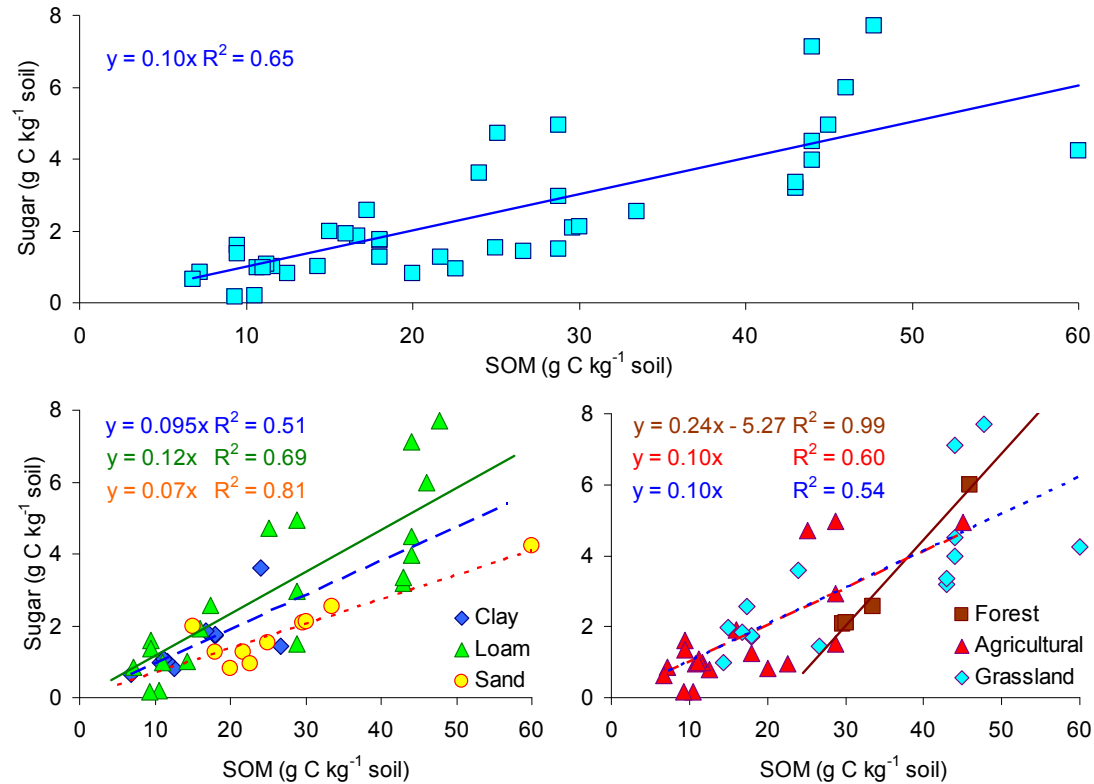 8
6
4
2
0
Sugar (g C kg⁻¹ soil)
y = 0.10x R² = 0.65
0 10 20 30 40 50 60
SOM (g C kg⁻¹ soil)
8
6
4
2
0
Sugar (g C kg⁻¹ soil)
y = 0.095x R² = 0.51
y = 0.12x R² = 0.69
y = 0.07x R² = 0.81
Clay
Loam
Sand
0 10 20 30 40 50 60
SOM (g C kg⁻¹ soil)
8
6
4
2
0
y = 0.24x - 5.27 R² = 0.99
y = 0.10x R² = 0.60
y = 0.10x R² = 0.54
Forest
Agricultural
Grassland
0 10 20 30 40 50 60
SOM (g C kg⁻¹ soil)